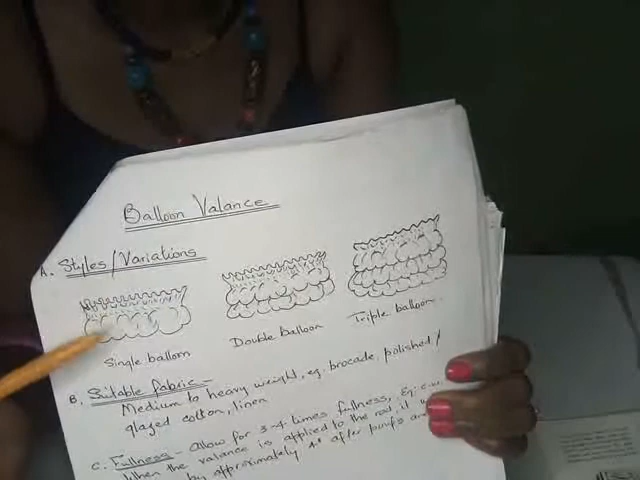 Balloon Valance
A. Styles/Variations
Single balloon
Double balloon
Triple balloon
B. Suitable fabric -
Medium to heavy weight, eg. brocade, polished/
glazed cotton, linen
C. Fullness - Allow for 3-4 times fullness, Eg:
When the valance is applied to the rod, it
by approximately 4" after poufs are